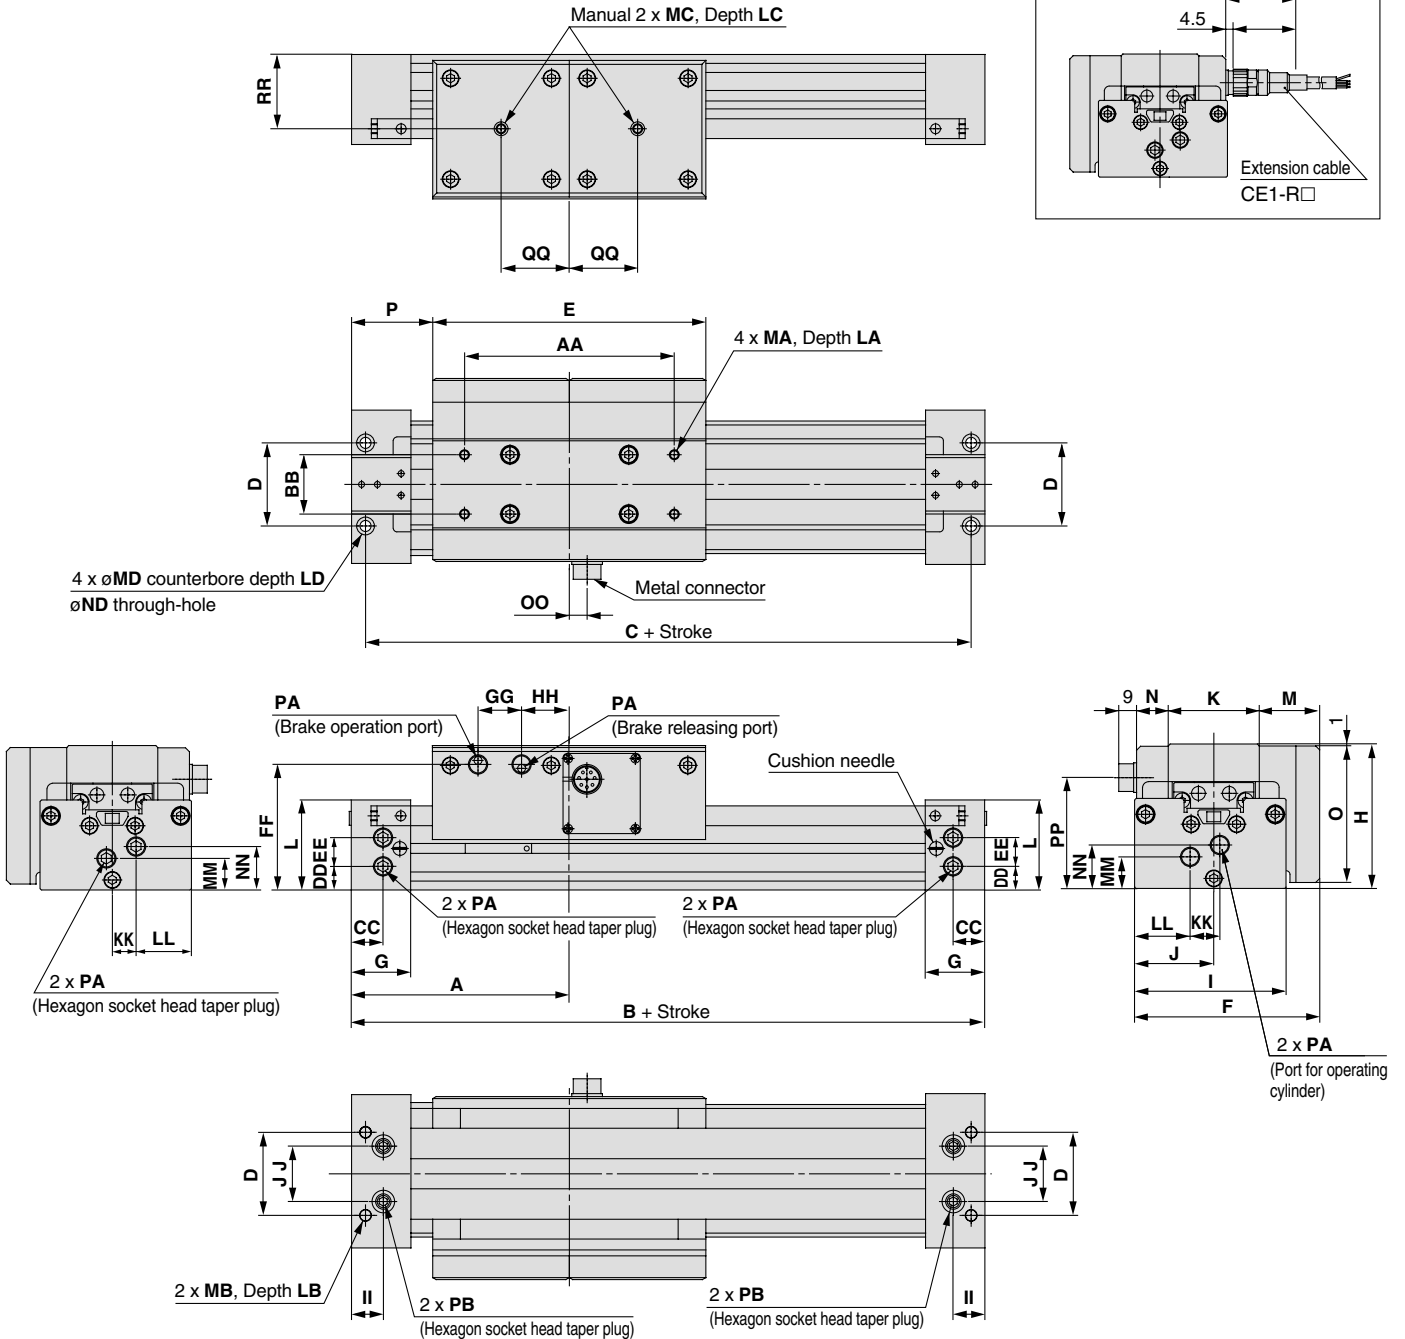 Manual 2 x MC, Depth LC
RR
QQ QQ
4.5
Extension cable
CE1-R□
P E
AA
4 x MA, Depth LA
D BB D
4 x øMD counterbore depth LD
øND through-hole
Metal connector
OO
C + Stroke
GG HH
PA
(Brake operation port)
PA
(Brake releasing port)
Cushion needle
FF L DD EE
EE DD L
2 x PA
(Hexagon socket head taper plug)
2 x PA
(Hexagon socket head taper plug)
CC CC
G G
A
B + Stroke
MM NN
KK LL
2 x PA
(Hexagon socket head taper plug)
9 N K M
1
PP NN MM O H
LL KK
J
I
F
2 x PA
(Port for operating
cylinder)
D JJ JJ D
2 x MB, Depth LB
II II
2 x PB
(Hexagon socket head taper plug)
2 x PB
(Hexagon socket head taper plug)